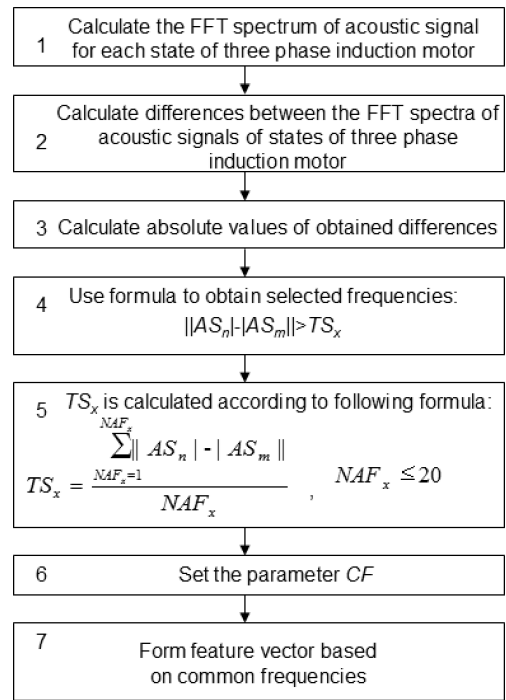 1 Calculate the FFT spectrum of acoustic signal
for each state of three phase induction motor
Calculate differences between the FFT spectra of
2 acoustic signals of states of three phase
induction motor
3 Calculate absolute values of obtained differences
4 Use formula to obtain selected frequencies:
||ASₙ|-|ASₘ||>TSₓ
5 TSₓ is calculated according to following formula:
NAFₓ
∑|| ASₙ | - | ASₘ ||
NAFₓ=1
TSₓ = NAFₓ , NAFₓ ≤ 20
6 Set the parameter CF
7 Form feature vector based
on common frequencies